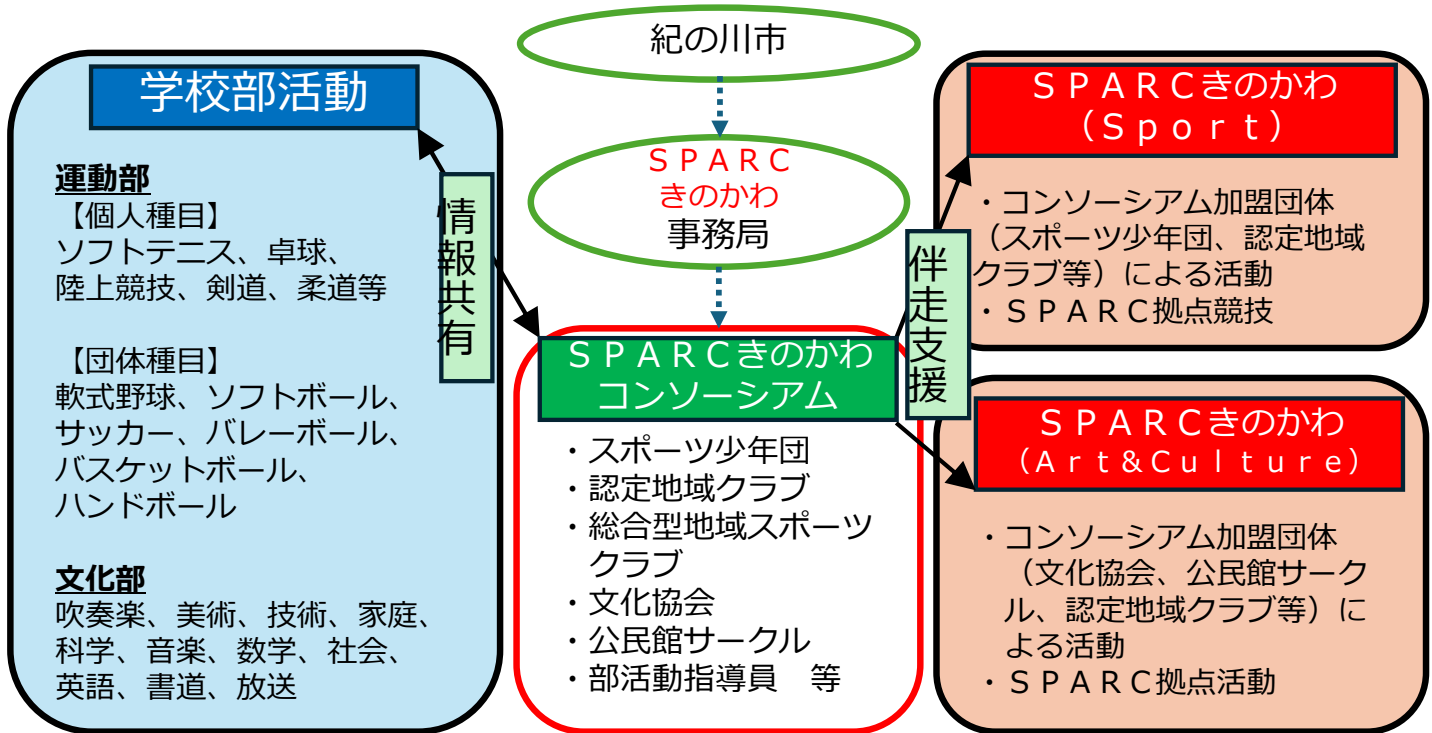 学校部活動
運動部
【個人種目】
ソフトテニス、卓球、
陸上競技、剣道、柔道等
【団体種目】
軟式野球、ソフトボール、
サッカー、バレーボール、
バスケットボール、
ハンドボール
文化部
吹奏楽、美術、技術、家庭、
科学、音楽、数学、社会、
英語、書道、放送
情報共有
紀の川市
ＳＰＡＲＣ
きのかわ
事務局
ＳＰＡＲＣきのかわ
コンソーシアム
・スポーツ少年団
・認定地域クラブ
・総合型地域スポーツ
クラブ
・文化協会
・公民館サークル
・部活動指導員　等
伴走支援
ＳＰＡＲＣきのかわ
（Ｓｐｏｒｔ）
・コンソーシアム加盟団体
（スポーツ少年団、認定地域
クラブ等）による活動
・ＳＰＡＲＣ拠点競技
ＳＰＡＲＣきのかわ
（Ａｒｔ&Ｃｕｌｔｕｒｅ）
・コンソーシアム加盟団体
（文化協会、公民館サーク
ル、認定地域クラブ等）に
よる活動
・ＳＰＡＲＣ拠点活動